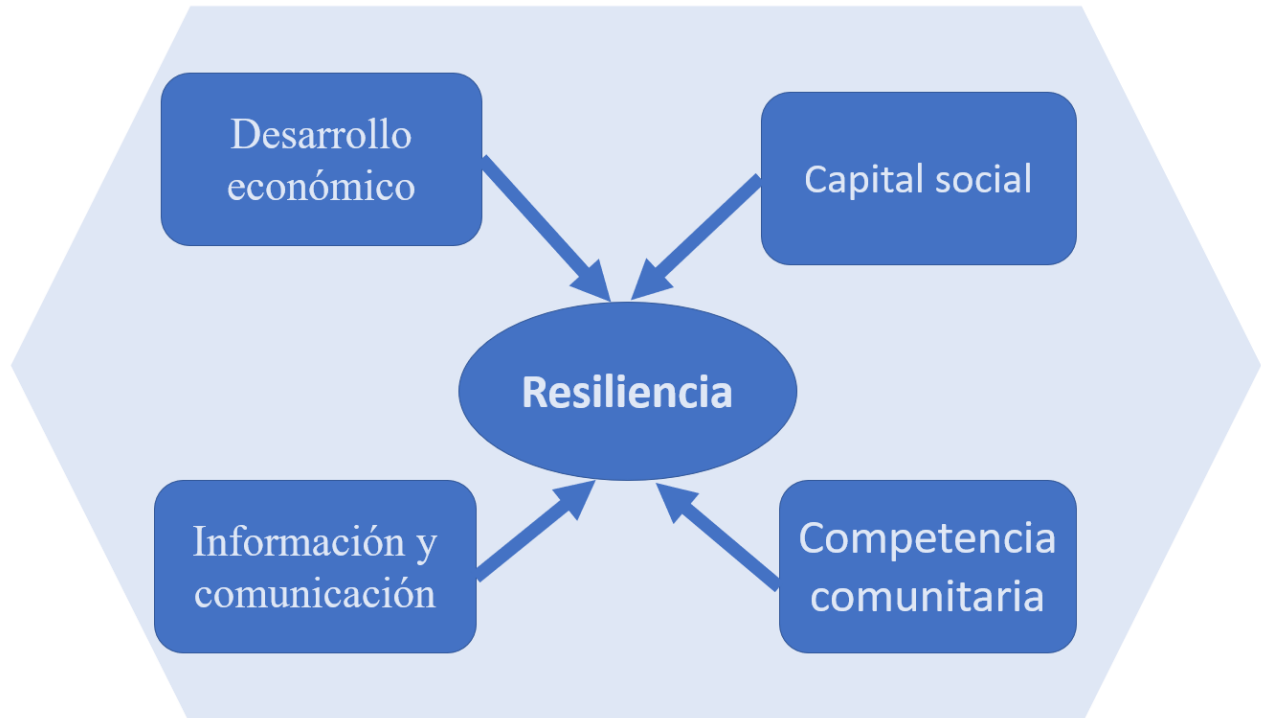 Desarrollo
económico
Capital social
Resiliencia
Información y
comunicación
Competencia
comunitaria